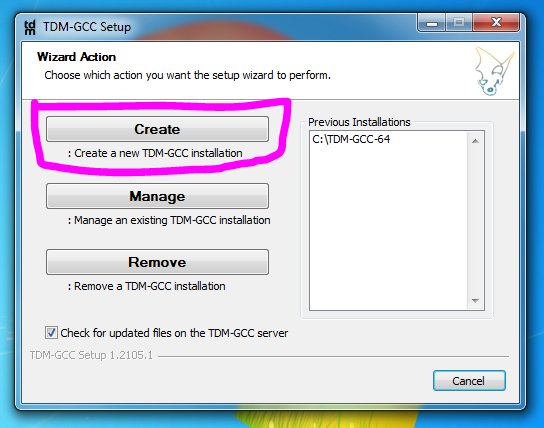 tdm TDM-GCC Setup
Wizard Action
Choose which action you want the setup wizard to perform.
Create
: Create a new TDM-GCC installation
Manage
: Manage an existing TDM-GCC installation
Remove
: Remove a TDM-GCC installation
Previous Installations
C:\TDM-GCC-64
Check for updated files on the TDM-GCC server
TDM-GCC Setup 1.2105.1
Cancel